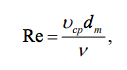 Re = υ_cp d_m / ν,